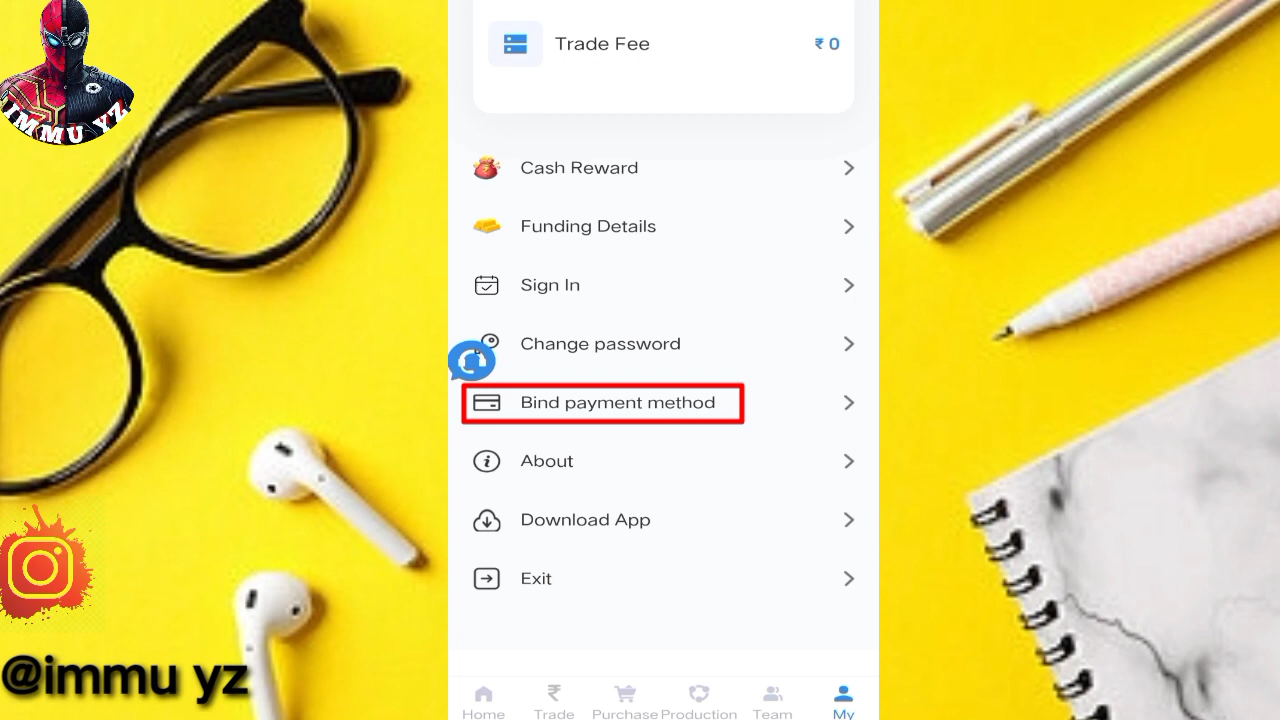 IMMU YZ
Trade Fee
₹ 0
Cash Reward
Funding Details
Sign In
Change password
Bind payment method
About
Download App
Exit
@immu yz
Home
Trade
Purchase
Production
Team
My